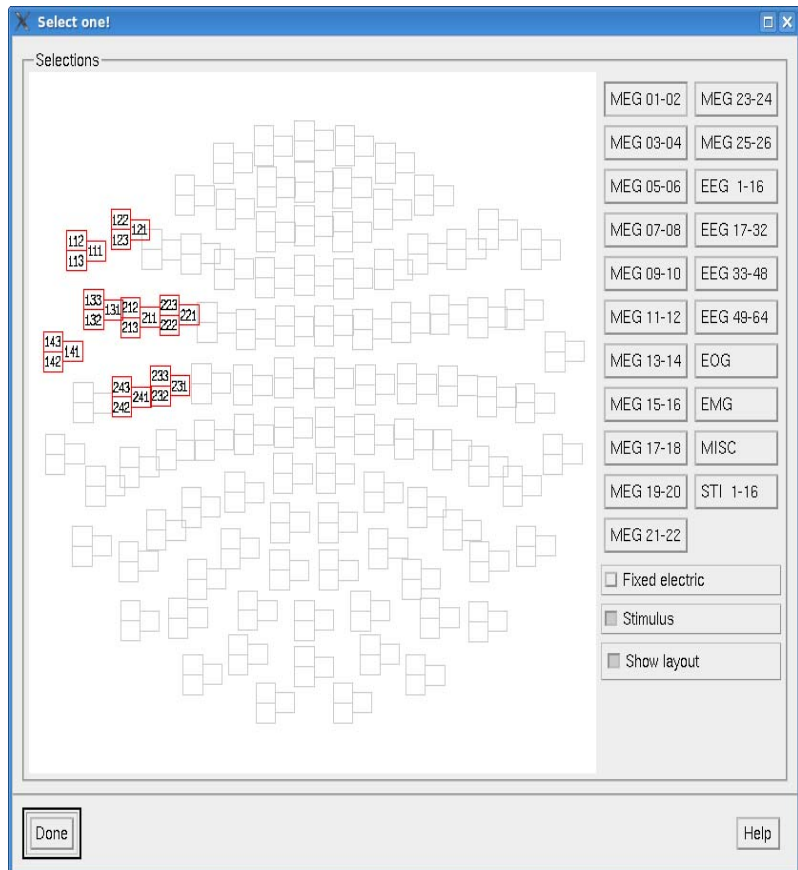 Select one!
Selections
MEG 01-02 MEG 23-24
MEG 03-04 MEG 25-26
MEG 05-06 EEG 1-16
MEG 07-08 EEG 17-32
MEG 09-10 EEG 33-48
MEG 11-12 EEG 49-64
MEG 13-14 EOG
MEG 15-16 EMG
MEG 17-18 MISC
MEG 19-20 STI 1-16
MEG 21-22
Fixed electric
Stimulus
Show layout
122
123 121
112
113 111
133
132 131
212
213 211
223
222 221
143
142 141
243
242 241
233
232 231
Done
Help